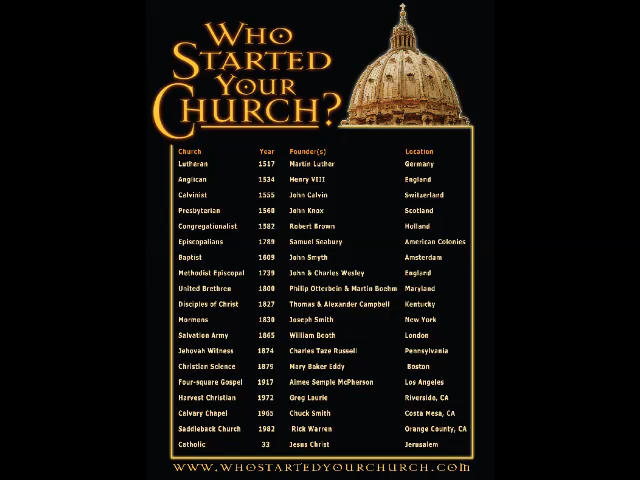 WHO
STARTED
YOUR
CHURCH?
Church Year Founder(s) Location
Lutheran 1517 Martin Luther Germany
Anglican 1534 Henry VIII England
Calvinist 1555 John Calvin Switzerland
Presbyterian 1560 John Knox Scotland
Congregationalist 1582 Robert Brown Holland
Episcopalians 1789 Samuel Seabury American Colonies
Baptist 1609 John Smyth Amsterdam
Methodist Episcopal 1739 John & Charles Wesley England
United Brethren 1800 Philip Otterbein & Martin Boehm Maryland
Disciples of Christ 1827 Thomas & Alexander Campbell Kentucky
Mormons 1830 Joseph Smith New York
Salvation Army 1865 William Booth London
Jehovah Witness 1874 Charles Taze Russell Pennsylvania
Christian Science 1879 Mary Baker Eddy Boston
Four-square Gospel 1917 Aimee Semple McPherson Los Angeles
Harvest Christian 1972 Greg Laurie Riverside, CA
Calvary Chapel 1965 Chuck Smith Costa Mesa, CA
Saddleback Church 1982 Rick Warren Orange County, CA
Catholic 33 Jesus Christ Jerusalem
WWW.WHOSTARTEDYOURCHURCH.COM